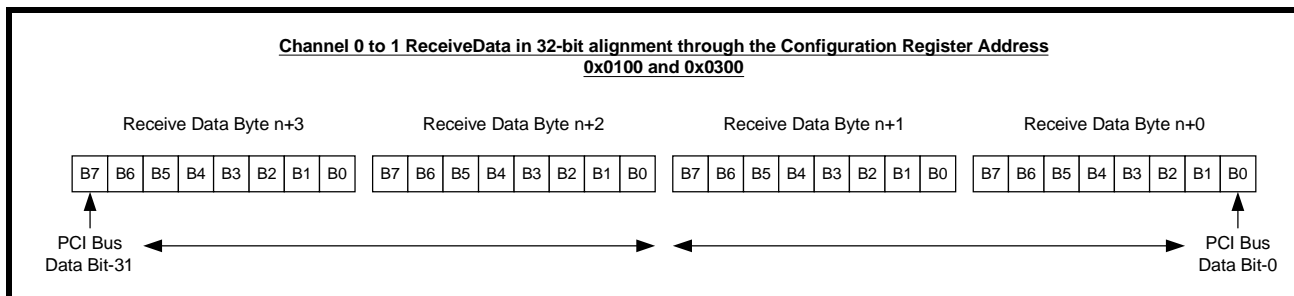 Channel 0 to 1 ReceiveData in 32-bit alignment through the Configuration Register Address
0x0100 and 0x0300
Receive Data Byte n+3 Receive Data Byte n+2 Receive Data Byte n+1 Receive Data Byte n+0
B7 B6 B5 B4 B3 B2 B1 B0 B7 B6 B5 B4 B3 B2 B1 B0 B7 B6 B5 B4 B3 B2 B1 B0 B7 B6 B5 B4 B3 B2 B1 B0
PCI Bus PCI Bus
Data Bit-31 Data Bit-0